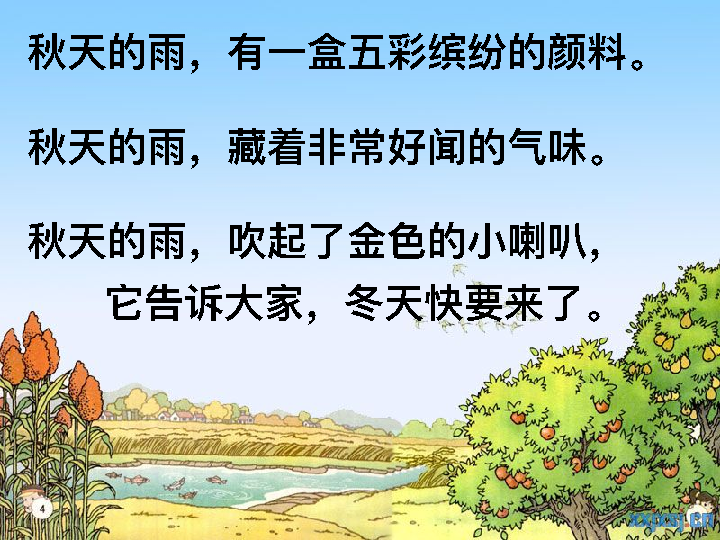 秋天的雨，有一盒五彩缤纷的颜料。
秋天的雨，藏着非常好闻的气味。
秋天的雨，吹起了金色的小喇叭，
它告诉大家，冬天快要来了。
4